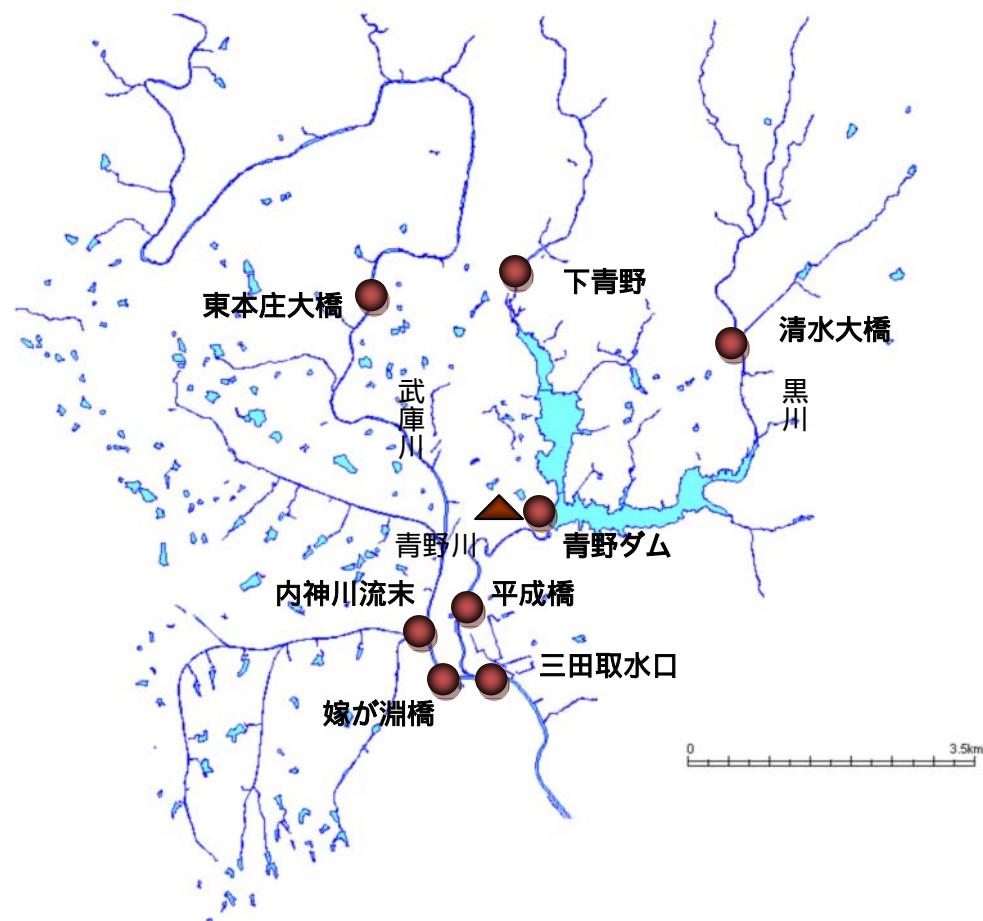 下青野
東本庄大橋
清水大橋
武庫川
黒川
青野川
青野ダム
内神川流末
平成橋
三田取水口
嫁が淵橋
0
3.5km